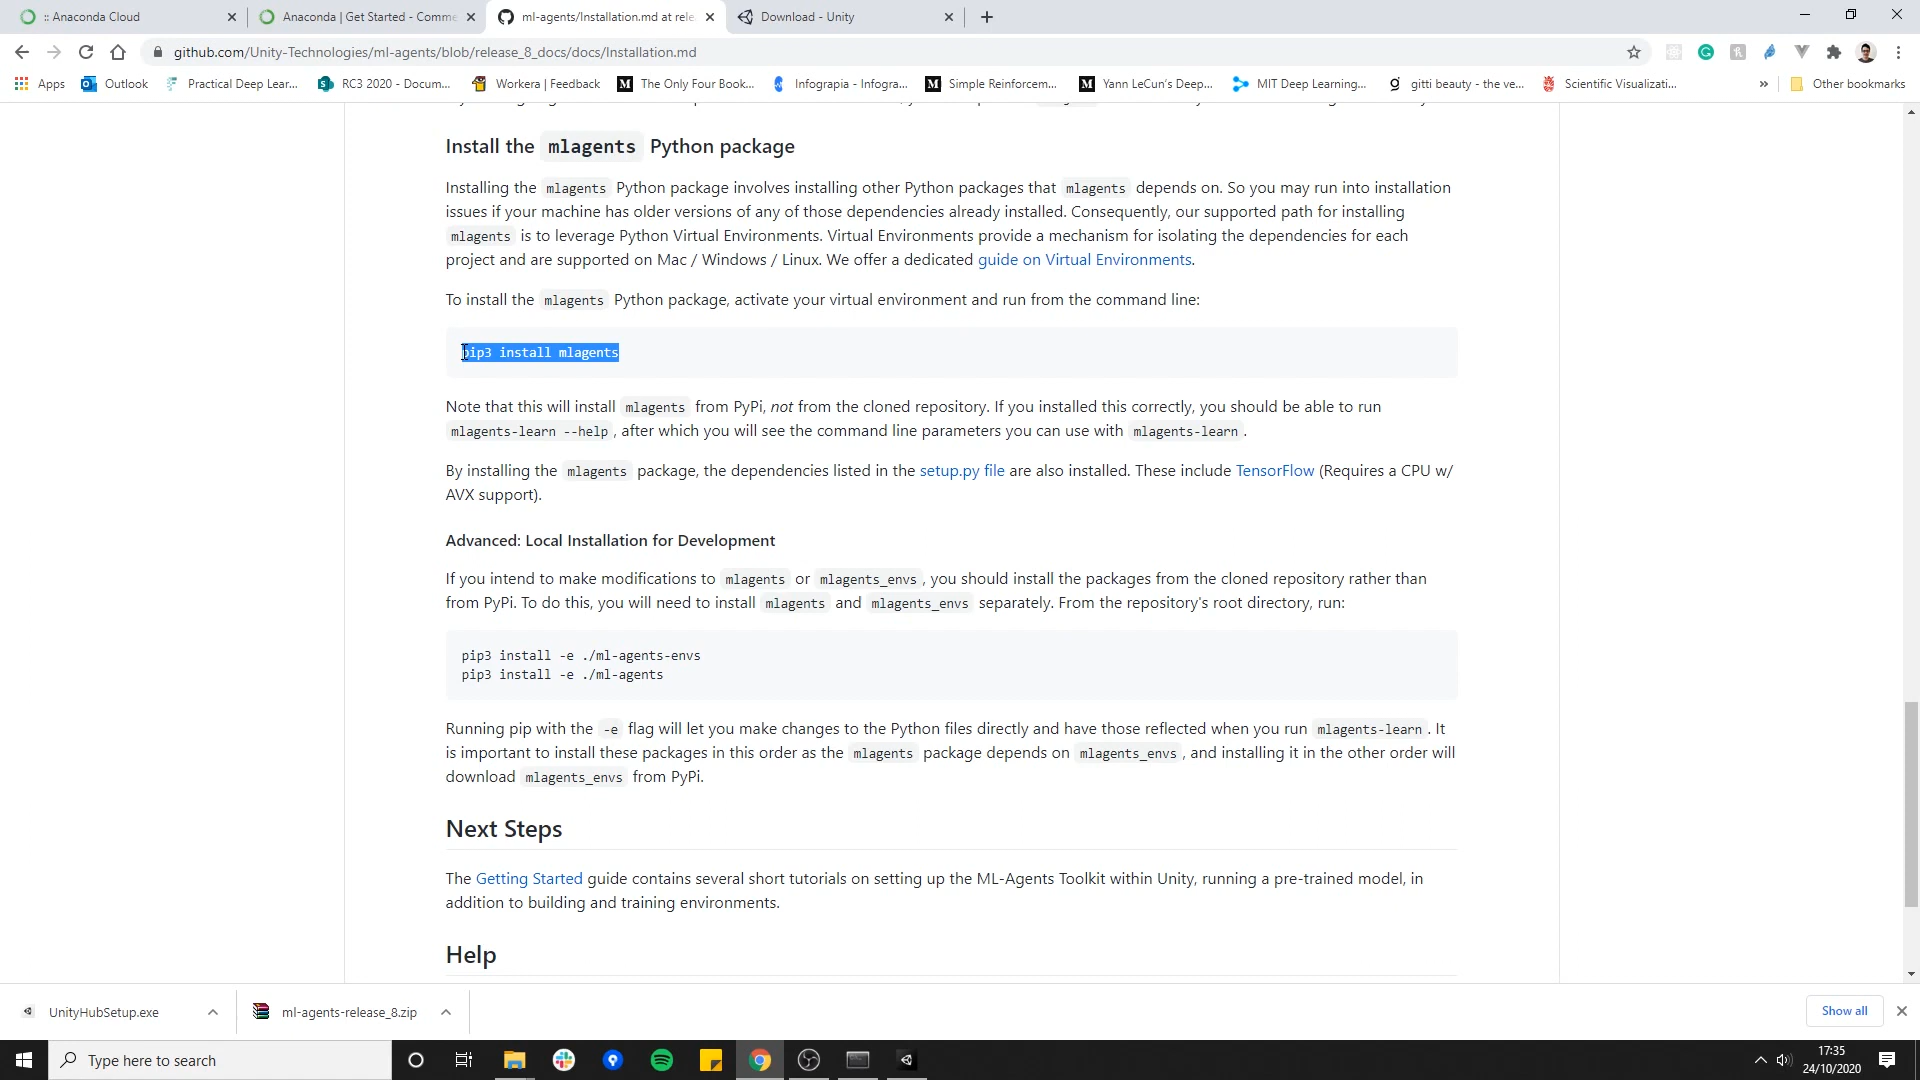 :: Anaconda Cloud
Anaconda | Get Started - Comme
ml-agents/Installation.md at rele
Download - Unity
github.com/Unity-Technologies/ml-agents/blob/release_8_docs/docs/Installation.md
Apps
Outlook
Practical Deep Lear...
RC3 2020 - Docum...
Workera | Feedback
The Only Four Book...
Infograpia - Infogra...
Simple Reinforcem...
Yann LeCun's Deep...
MIT Deep Learning...
gitti beauty - the ve...
Scientific Visualizati...
»
Other bookmarks
Install the mlagents Python package
Installing the mlagents Python package involves installing other Python packages that mlagents depends on. So you may run into installation
issues if your machine has older versions of any of those dependencies already installed. Consequently, our supported path for installing
mlagents is to leverage Python Virtual Environments. Virtual Environments provide a mechanism for isolating the dependencies for each
project and are supported on Mac / Windows / Linux. We offer a dedicated guide on Virtual Environments.
To install the mlagents Python package, activate your virtual environment and run from the command line:
pip3 install mlagents
Note that this will install mlagents from PyPi, not from the cloned repository. If you installed this correctly, you should be able to run
mlagents-learn --help , after which you will see the command line parameters you can use with mlagents-learn .
By installing the mlagents package, the dependencies listed in the setup.py file are also installed. These include TensorFlow (Requires a CPU w/
AVX support).
Advanced: Local Installation for Development
If you intend to make modifications to mlagents or mlagents_envs , you should install the packages from the cloned repository rather than
from PyPi. To do this, you will need to install mlagents and mlagents_envs separately. From the repository's root directory, run:
pip3 install -e ./ml-agents-envs
pip3 install -e ./ml-agents
Running pip with the -e flag will let you make changes to the Python files directly and have those reflected when you run mlagents-learn . It
is important to install these packages in this order as the mlagents package depends on mlagents_envs , and installing it in the other order will
download mlagents_envs from PyPi.
Next Steps
The Getting Started guide contains several short tutorials on setting up the ML-Agents Toolkit within Unity, running a pre-trained model, in
addition to building and training environments.
Help
UnityHubSetup.exe
ml-agents-release_8.zip
Show all
Type here to search
17:35
24/10/2020